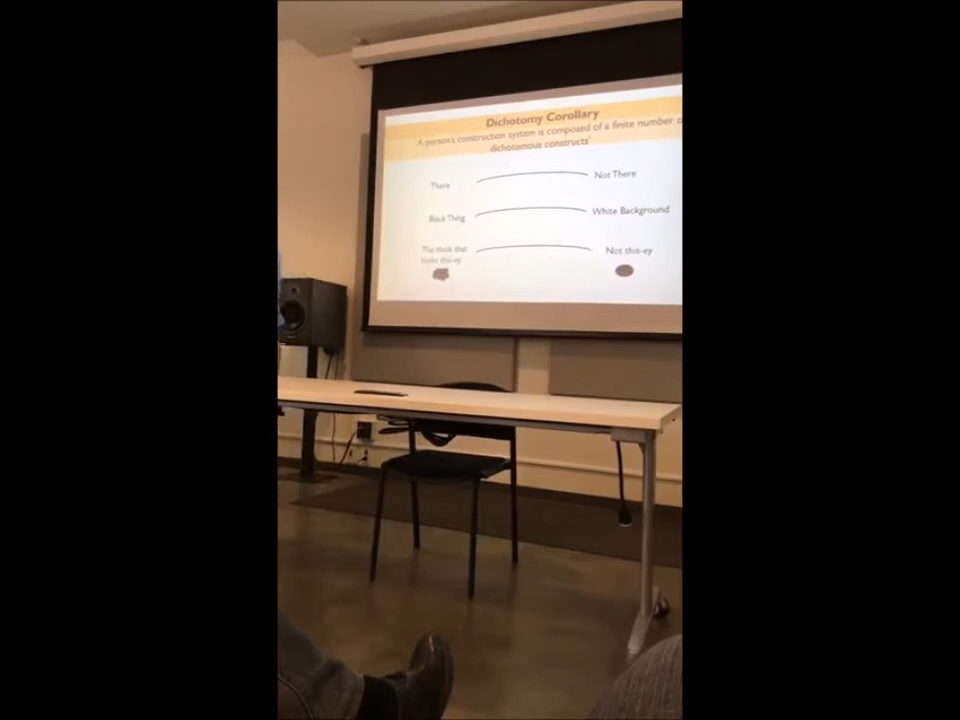 Dichotomy Corollary
'A person's construction system is composed of a finite number
dichotomous constructs'
There Not There
Black Thing White Background
The think that Not this-ey
looks this-ey